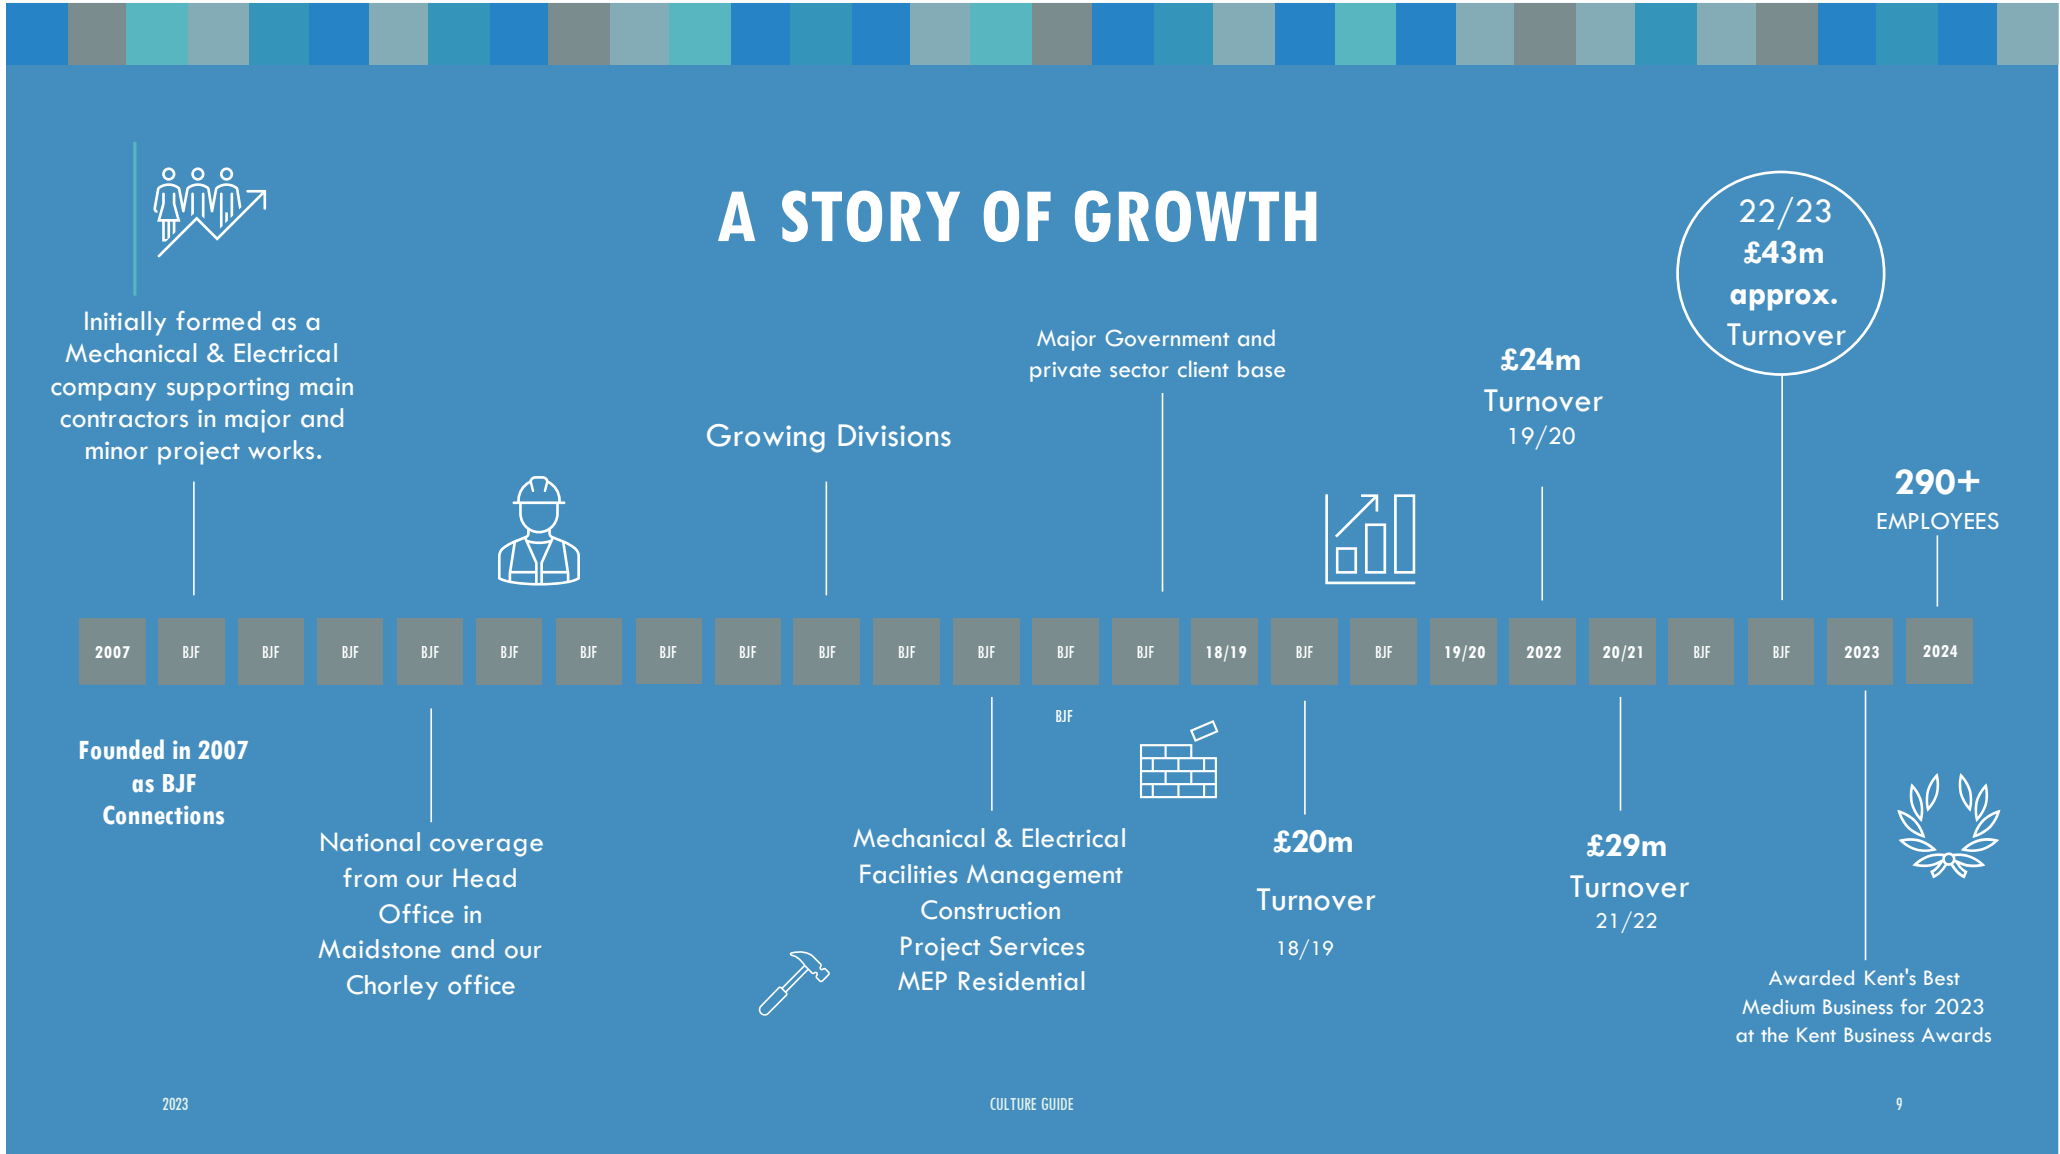 A STORY OF GROWTH
Initially formed as a
Mechanical & Electrical
company supporting main
contractors in major and
minor project works.
Growing Divisions
Major Government and
private sector client base
£24m
Turnover
19/20
22/23
£43m
approx.
Turnover
290+
EMPLOYEES
2007 BJF BJF BJF BJF BJF BJF BJF BJF BJF BJF BJF BJF BJF 18/19 BJF BJF 19/20 2022 20/21 BJF BJF 2023 2024
BJF
Founded in 2007
as BJF
Connections
National coverage
from our Head
Office in
Maidstone and our
Chorley office
Mechanical & Electrical
Facilities Management
Construction
Project Services
MEP Residential
£20m
Turnover
18/19
£29m
Turnover
21/22
Awarded Kent's Best
Medium Business for 2023
at the Kent Business Awards
2023
CULTURE GUIDE
9